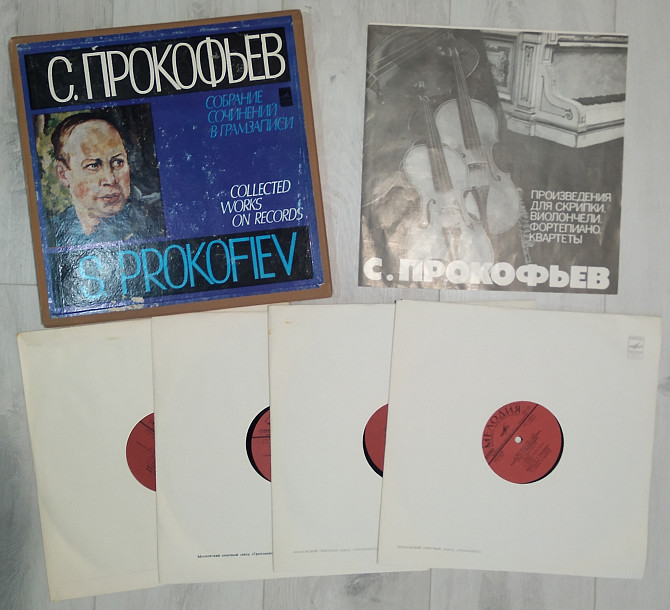 С. ПРОКОФЬЕВ
СОБРАНИЕ
СОЧИНЕНИЙ
В ГРАМЗАПИСИ
COLLECTED
WORKS
ON RECORDS
S. PROKOFIEV
ПРОИЗВЕДЕНИЯ
ДЛЯ СКРИПКИ,
ВИОЛОНЧЕЛИ,
ФОРТЕПИАНО,
КВАРТЕТЫ
С. ПРОКОФЬЕВ
МЕЛОДИЯ